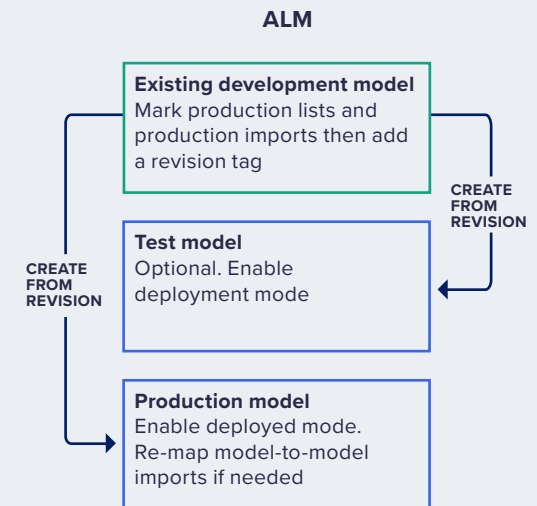 ALM
Existing development model
Mark production lists and
production imports then add
a revision tag
CREATE
FROM
REVISION
Test model
Optional. Enable
deployment mode
CREATE
FROM
REVISION
Production model
Enable deployed mode.
Re-map model-to-model
imports if needed